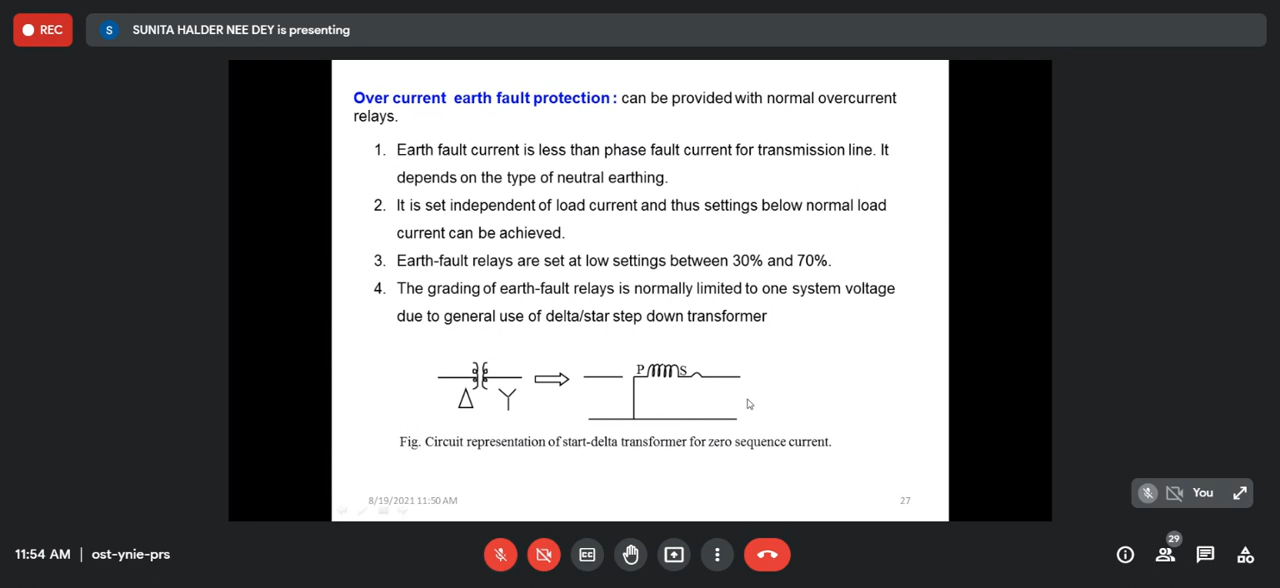 REC
S SUNITA HALDER NEE DEY is presenting
Over current earth fault protection : can be provided with normal overcurrent
relays.
1. Earth fault current is less than phase fault current for transmission line. It
depends on the type of neutral earthing.
2. It is set independent of load current and thus settings below normal load
current can be achieved.
3. Earth-fault relays are set at low settings between 30% and 70%.
4. The grading of earth-fault relays is normally limited to one system voltage
due to general use of delta/star step down transformer
P S
Δ Y
Fig. Circuit representation of start-delta transformer for zero sequence current.
8/19/2021 11:50 AM 27
You
11:54 AM | ost-ynie-prs
CC
29